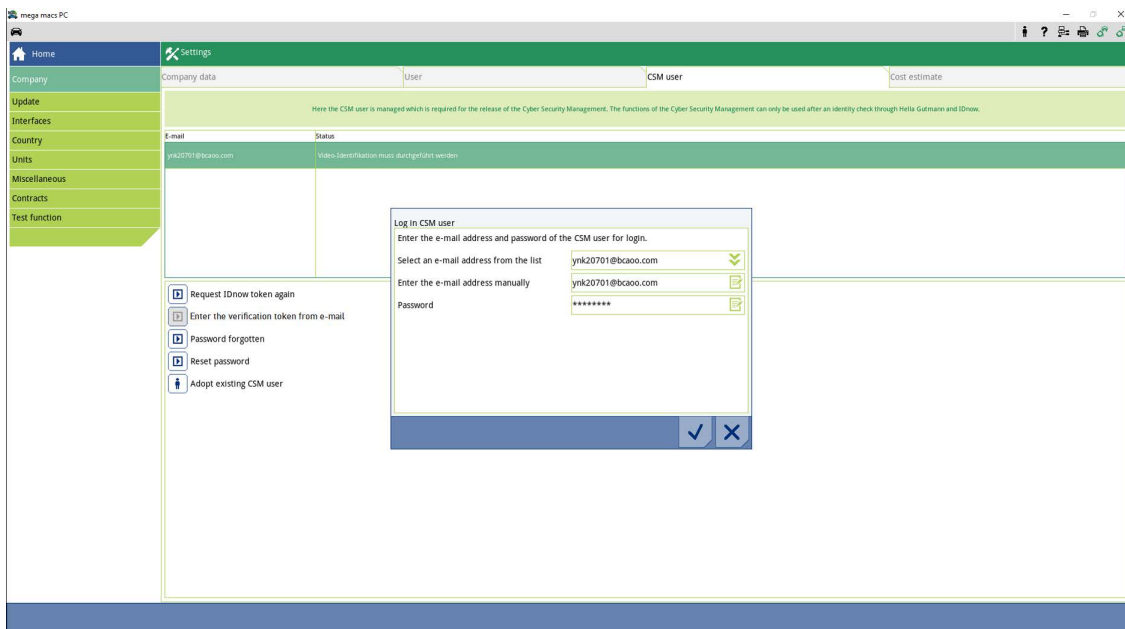 mega macs PC
Home
Settings
Company
Company data
User
CSM user
Cost estimate
Update
Interfaces
Country
Units
Miscellaneous
Contracts
Test function
Here the CSM user is managed which is required for the release of the Cyber Security Management. The functions of the Cyber Security Management can only be used after an identity check through Hella Gutmann and IDnow.
E-mail
Status
ynk20701@bcaoo.com
Video-Identifikation muss durchgeführt werden
Request IDnow token again
Enter the verification token from e-mail
Password forgotten
Reset password
Adopt existing CSM user
Log in CSM user
Enter the e-mail address and password of the CSM user for login.
Select an e-mail address from the list
ynk20701@bcaoo.com
Enter the e-mail address manually
ynk20701@bcaoo.com
Password
********